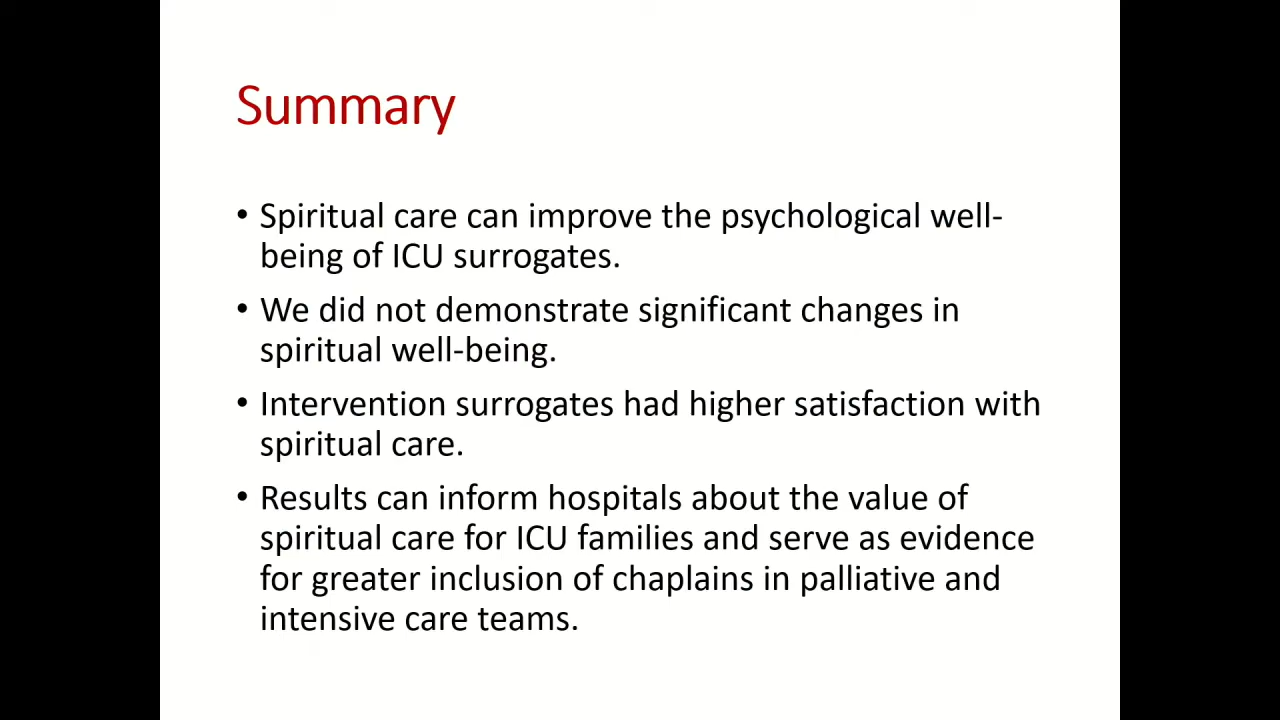 Summary
• Spiritual care can improve the psychological well-
being of ICU surrogates.
• We did not demonstrate significant changes in
spiritual well-being.
• Intervention surrogates had higher satisfaction with
spiritual care.
• Results can inform hospitals about the value of
spiritual care for ICU families and serve as evidence
for greater inclusion of chaplains in palliative and
intensive care teams.